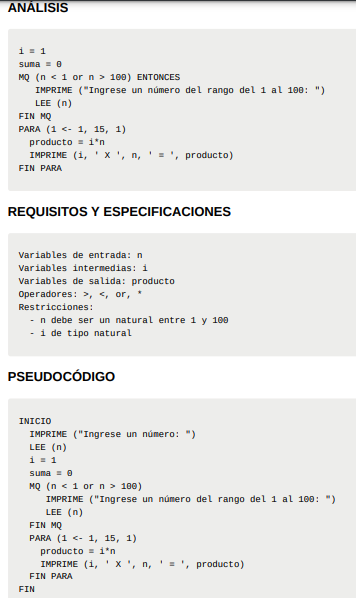 ANÁLISIS
i = 1
suma = 0
MQ (n < 1 or n > 100) ENTONCES
IMPRIME ("Ingrese un número del rango del 1 al 100: ")
LEE (n)
FIN MQ
PARA (1 <- 1, 15, 1)
producto = i*n
IMPRIME (i, ' X ', n, ' = ', producto)
FIN PARA
REQUISITOS Y ESPECIFICACIONES
Variables de entrada: n
Variables intermedias: i
Variables de salida: producto
Operadores: >, <, or, *
Restricciones:
- n debe ser un natural entre 1 y 100
- i de tipo natural
PSEUDOCÓDIGO
INICIO
IMPRIME ("Ingrese un número: ")
LEE (n)
i = 1
suma = 0
MQ (n < 1 or n > 100)
IMPRIME ("Ingrese un número del rango del 1 al 100: ")
LEE (n)
FIN MQ
PARA (1 <- 1, 15, 1)
producto = i*n
IMPRIME (i, ' X ', n, ' = ', producto)
FIN PARA
FIN